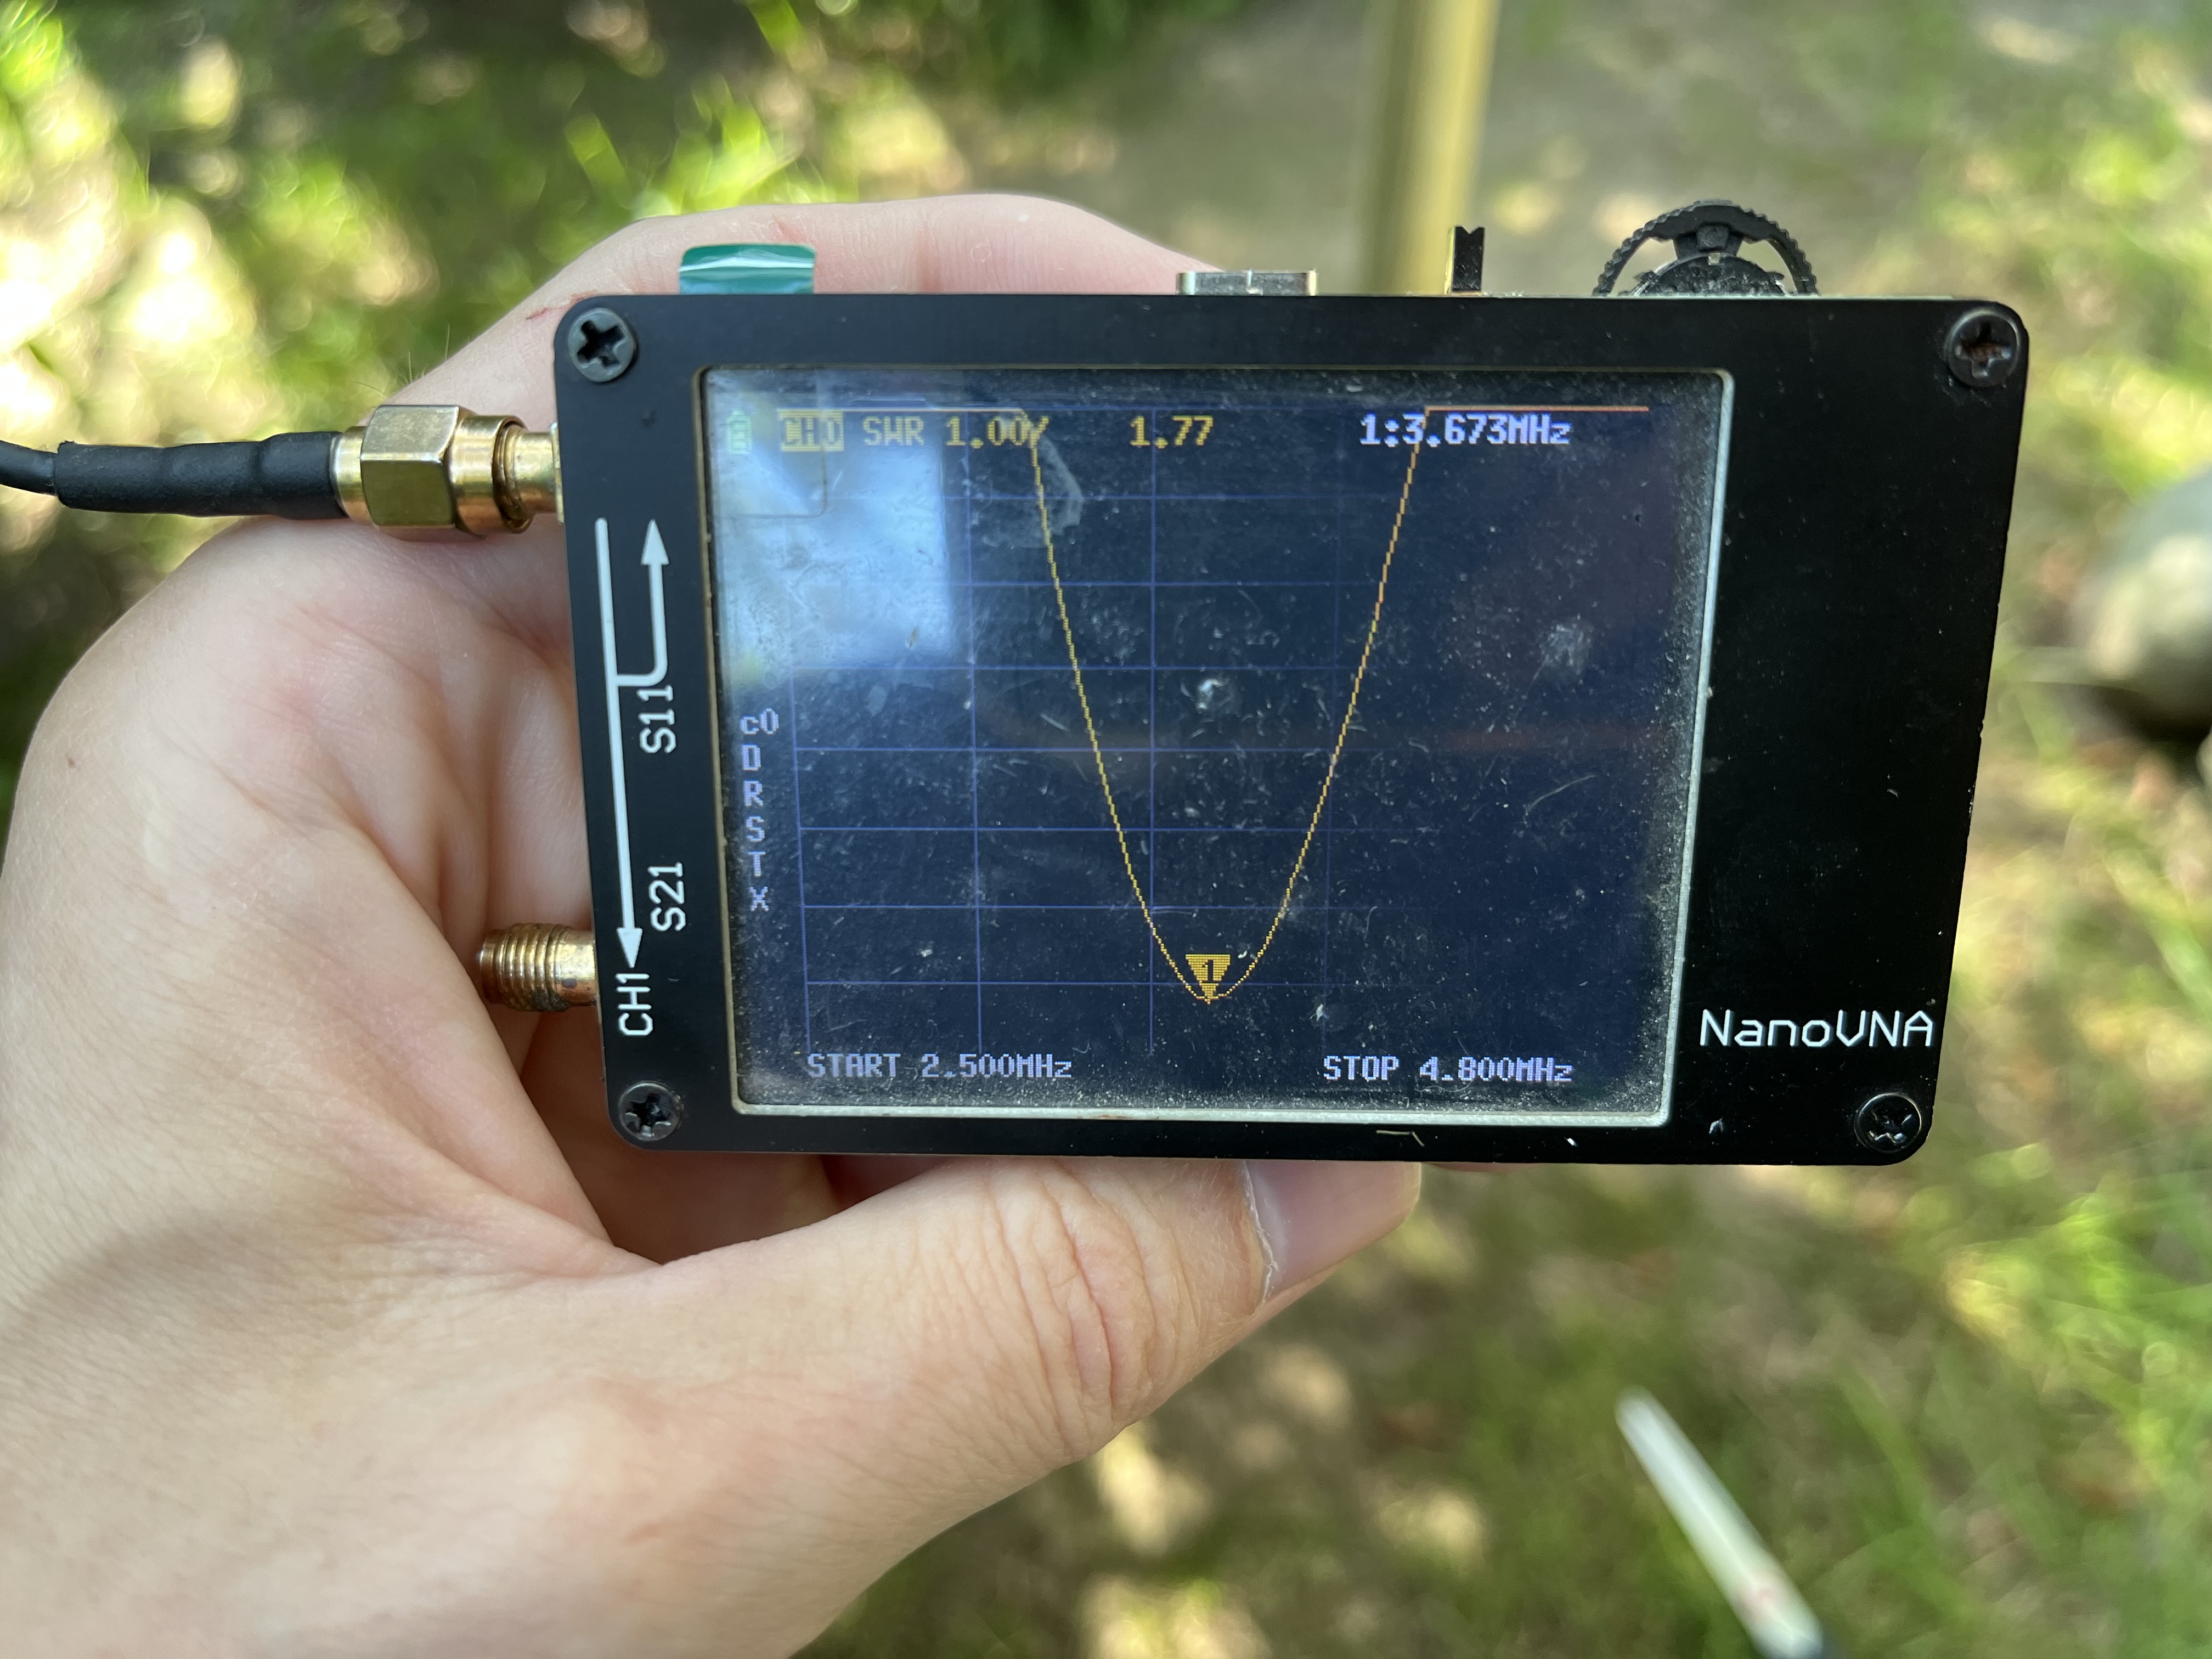 CH0 SWR 1.00/ 1.77 1:3.673MHz
c0
D
R
S
T
X
1
START 2.500MHz STOP 4.800MHz
S11
S21
CH1
NanoVNA